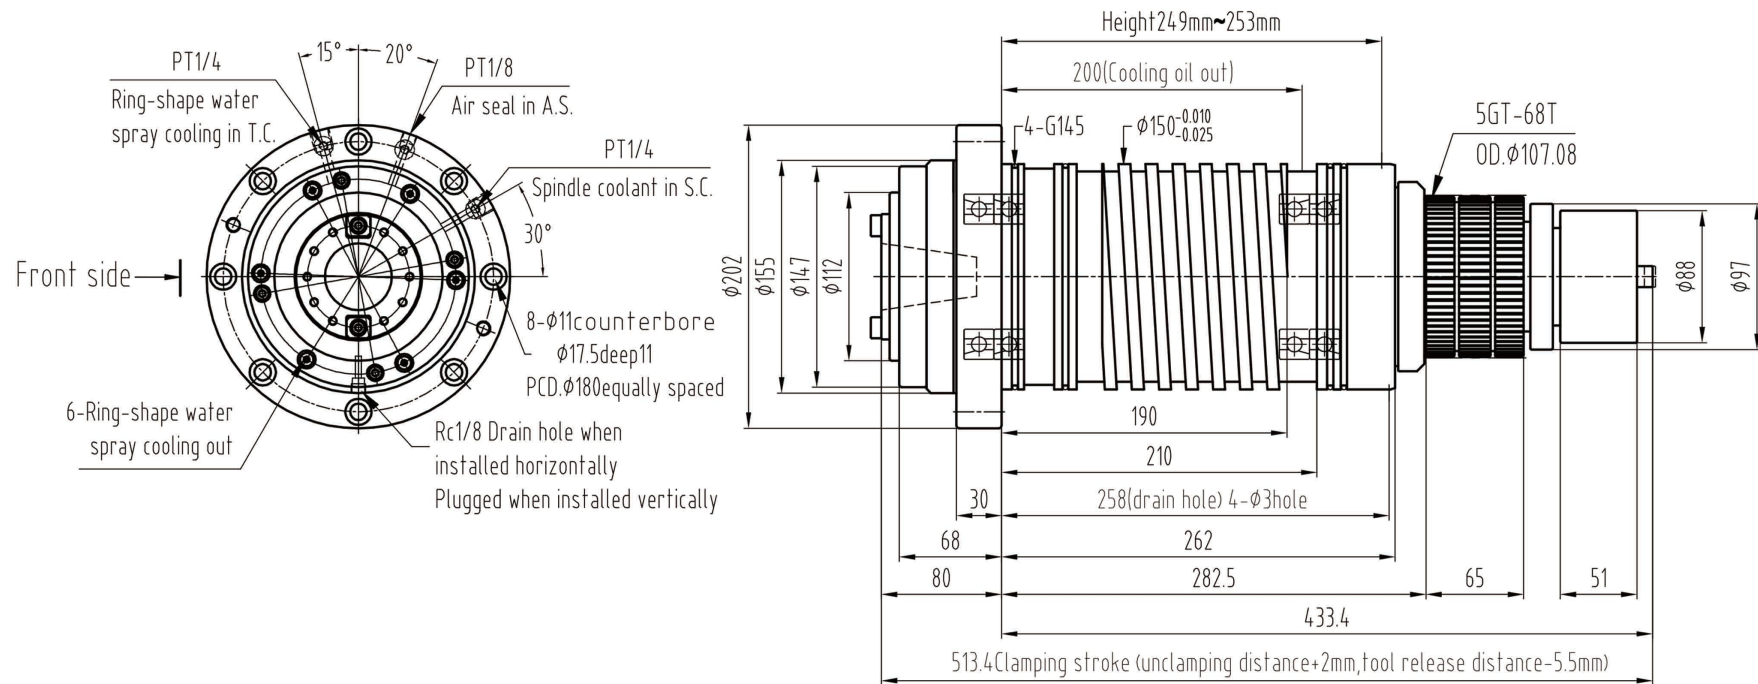 15°
20°
PT1/4
Ring-shape water
spray cooling in T.C.
PT1/8
Air seal in A.S.
PT1/4
Spindle coolant in S.C.
30°
Front side
8-φ11counterbore
φ17.5deep11
PCD.φ180equally spaced
6-Ring-shape water
spray cooling out
Rc1/8 Drain hole when
installed horizontally
Plugged when installed vertically
Height249mm~253mm
200(Cooling oil out)
4-G145
φ150-0.010
-0.025
5GT-68T
OD.φ107.08
φ202
φ155
φ147
φ112
φ88
φ97
190
210
30
258(drain hole) 4-φ3hole
68
262
80
282.5
65
51
433.4
513.4Clamping stroke (unclamping distance+2mm,tool release distance-5.5mm)